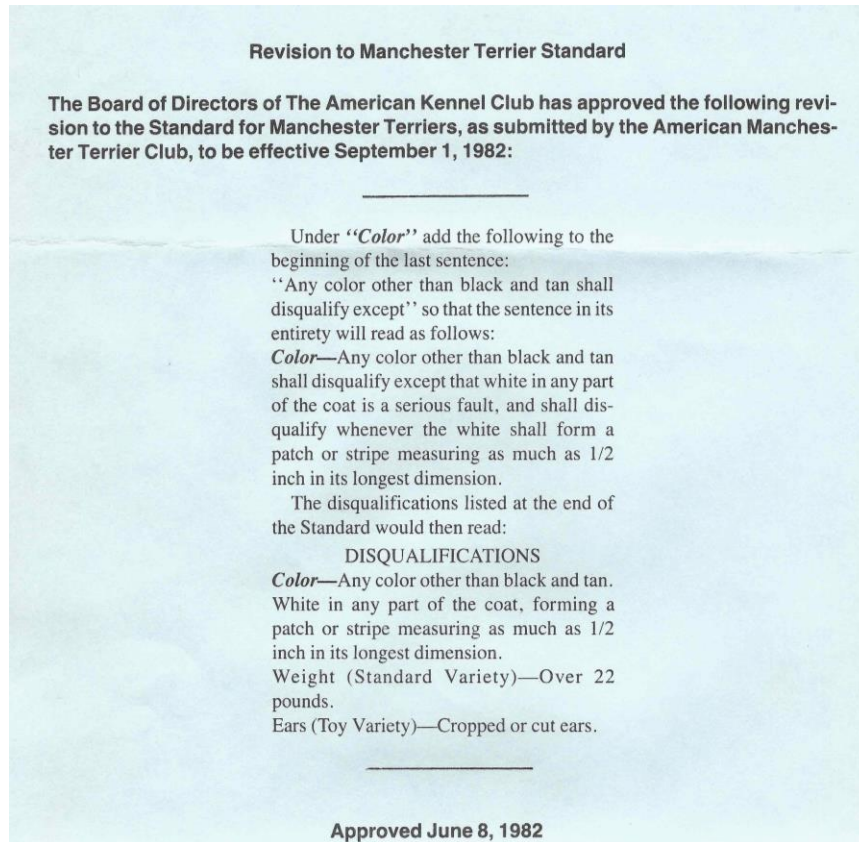 Revision to Manchester Terrier Standard
The Board of Directors of The American Kennel Club has approved the following revi-
sion to the Standard for Manchester Terriers, as submitted by the American Manches-
ter Terrier Club, to be effective September 1, 1982:
Under “Color” add the following to the
beginning of the last sentence:
“Any color other than black and tan shall
disqualify except” so that the sentence in its
entirety will read as follows:
Color—Any color other than black and tan
shall disqualify except that white in any part
of the coat is a serious fault, and shall dis-
qualify whenever the white shall form a
patch or stripe measuring as much as 1/2
inch in its longest dimension.
The disqualifications listed at the end of
the Standard would then read:
DISQUALIFICATIONS
Color—Any color other than black and tan.
White in any part of the coat, forming a
patch or stripe measuring as much as 1/2
inch in its longest dimension.
Weight (Standard Variety)—Over 22
pounds.
Ears (Toy Variety)—Cropped or cut ears.
Approved June 8, 1982